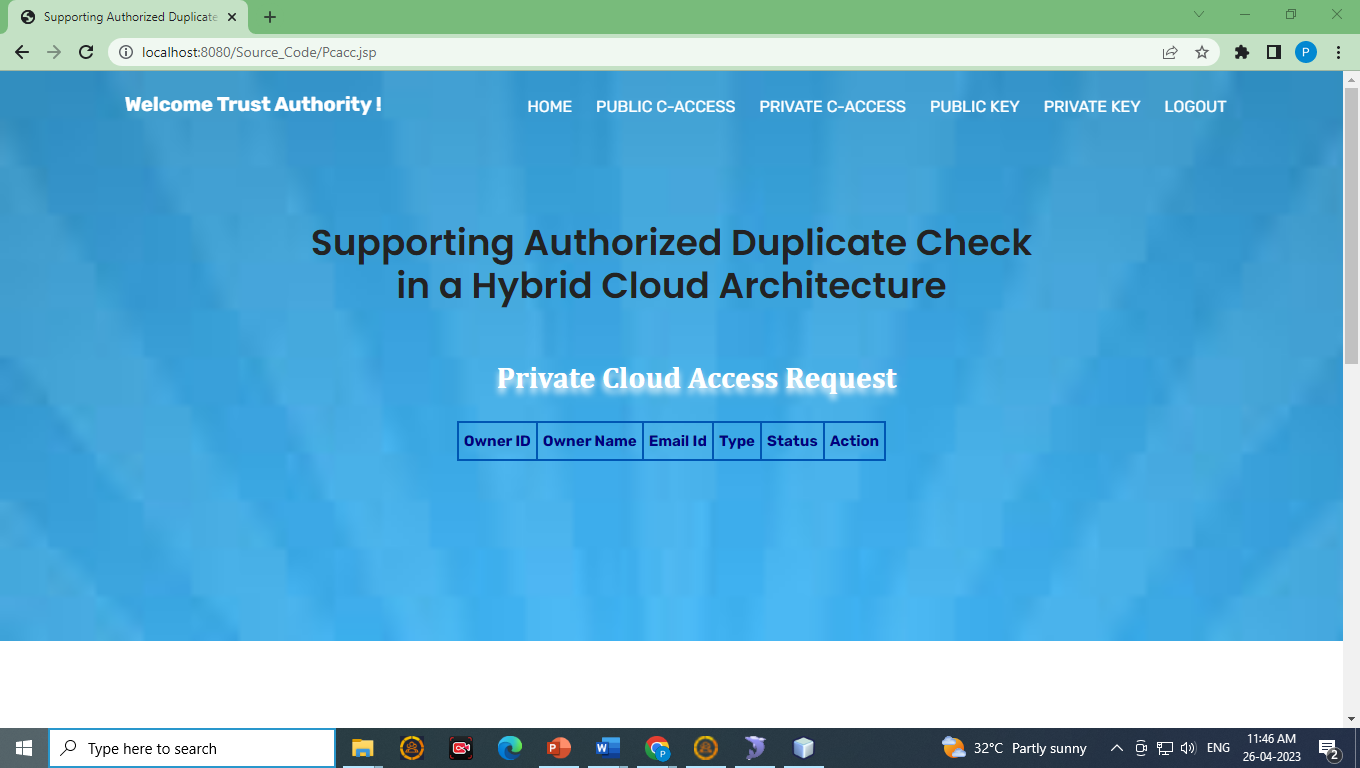 Supporting Authorized Duplicate
localhost:8080/Source_Code/Pcacc.jsp
P
Welcome Trust Authority !
HOME PUBLIC C-ACCESS PRIVATE C-ACCESS PUBLIC KEY PRIVATE KEY LOGOUT
Supporting Authorized Duplicate Check
in a Hybrid Cloud Architecture
Private Cloud Access Request
Owner ID Owner Name Email Id Type Status Action
Type here to search
32°C Partly sunny
ENG
11:46 AM
26-04-2023
2